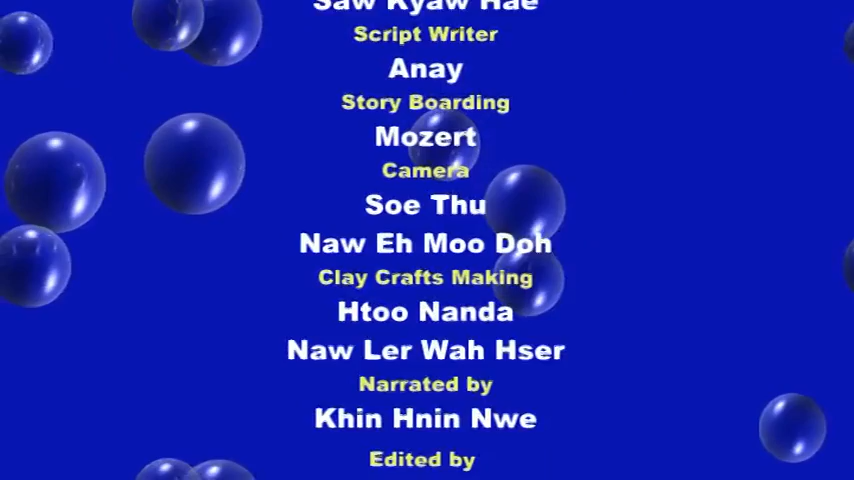 Saw Kyaw Hae
Script Writer
Anay
Story Boarding
Mozert
Camera
Soe Thu
Naw Eh Moo Doh
Clay Crafts Making
Htoo Nanda
Naw Ler Wah Hser
Narrated by
Khin Hnin Nwe
Edited by